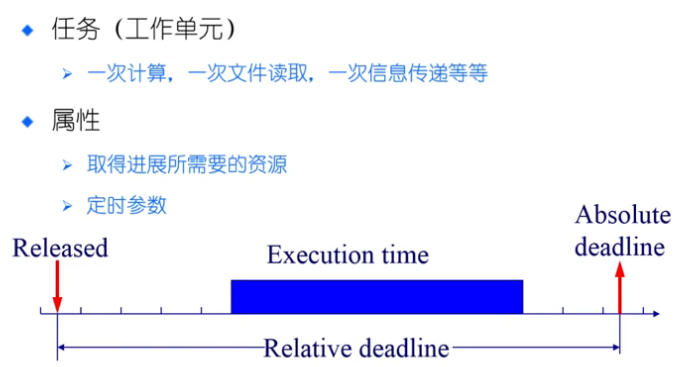 任务（工作单元）
一次计算，一次文件读取，一次信息传递等等
属性
取得进展所需要的资源
定时参数
Released
Execution time
Absolute
deadline
Relative deadline